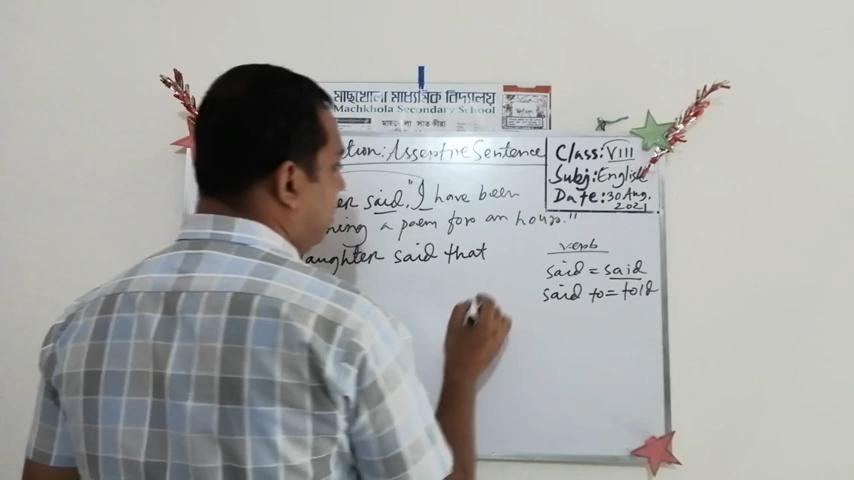 মাছখোলা মাধ্যমিক বিদ্যালয়
Machkhola Secondary School
Assertive Sentence
Class: VIII
Subj: English
Date: 30 Aug. 2021
said, "I have been
a poem for an hour."
said that
verb
said = said
said to = told